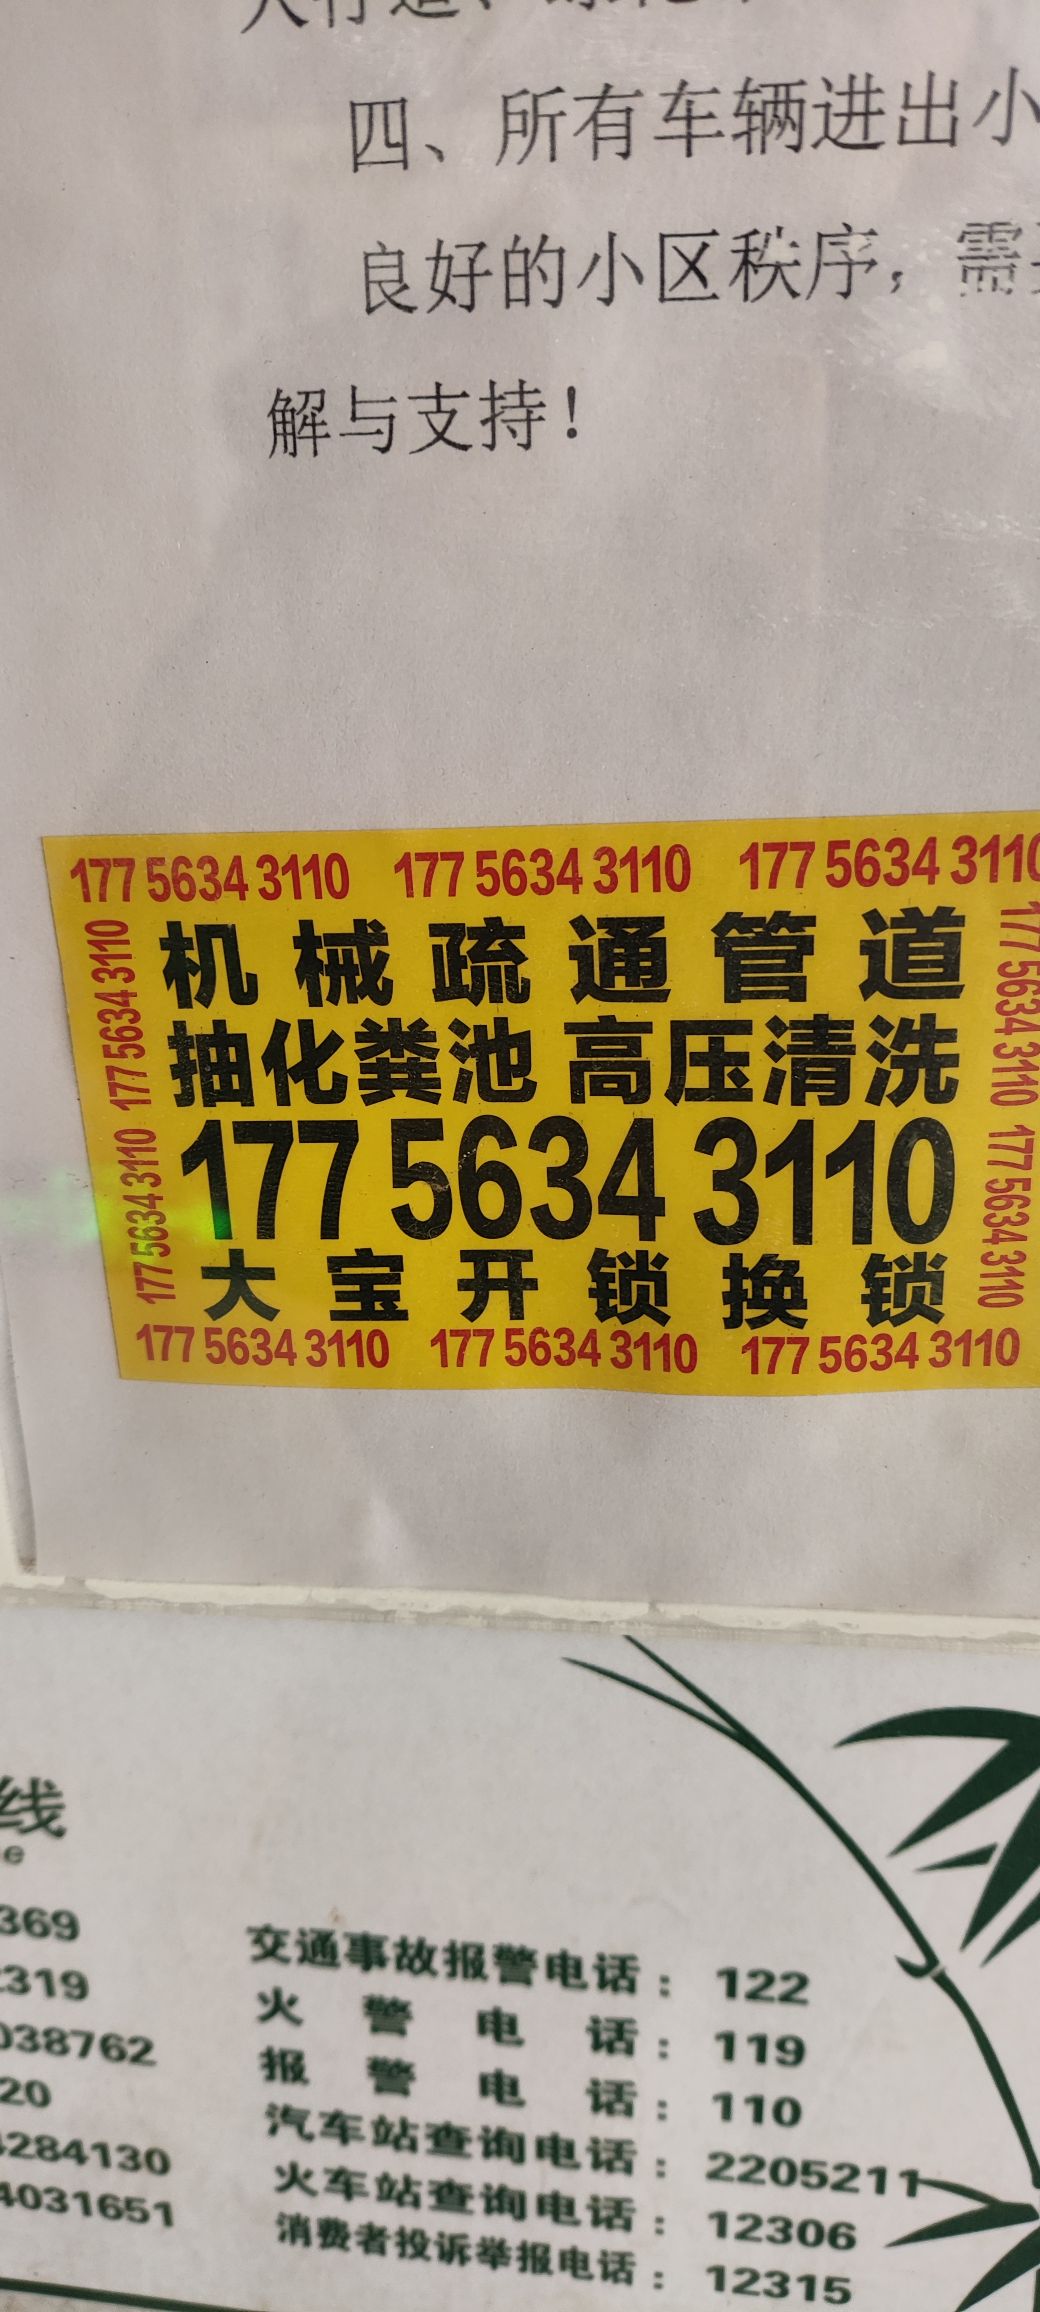 四、所有车辆进出小
良好的小区秩序，需
解与支持！
177 5634 3110 177 5634 3110 177 5634 3110
177 5634 3110
177 5634 3110
机械疏通管道
抽化粪池 高压清洗
177 5634 3110
大宝开锁换锁
177 5634 3110
177 5634 3110
177 5634 3110 177 5634 3110 177 5634 3110
线
e
369
2319
038762
20
4284130
4031651
交通事故报警电话：122
火警电话：119
报警电话：110
汽车站查询电话：2205211
火车站查询电话：12306
消费者投诉举报电话：12315